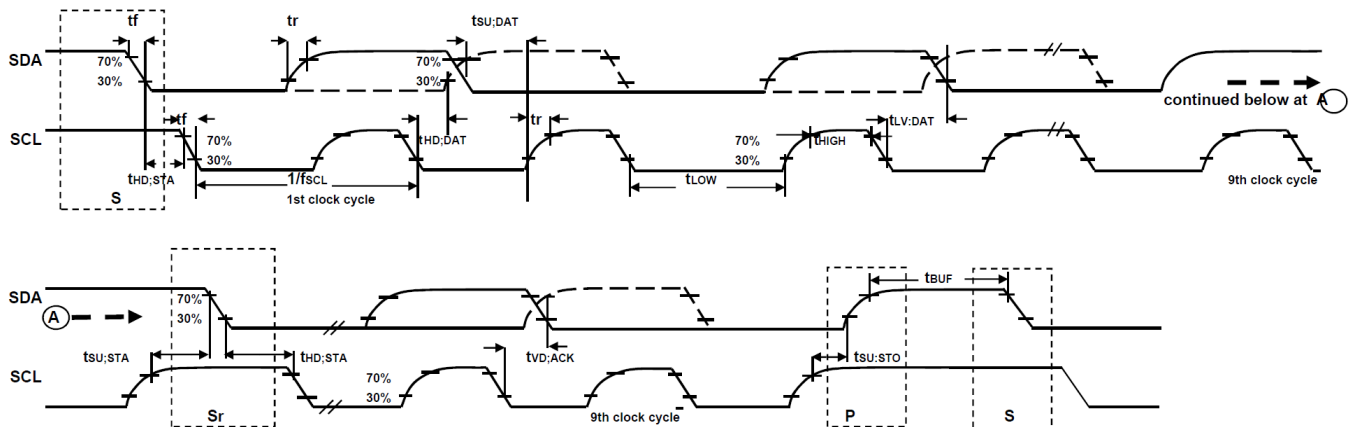 tf tr tSU;DAT
SDA 70% 70%
30% 30%
continued below at A
tf tHD;DAT tr tLV:DAT
SCL 70% 70% tHIGH
30% 30%
tHD;STA 1/fSCL tLOW
1st clock cycle 9th clock cycle
S
tBUF
SDA 70%
A 30%
tSU;STA tHD;STA tVD;ACK tSU:STO
SCL 70%
30%
Sr 9th clock cycle P S